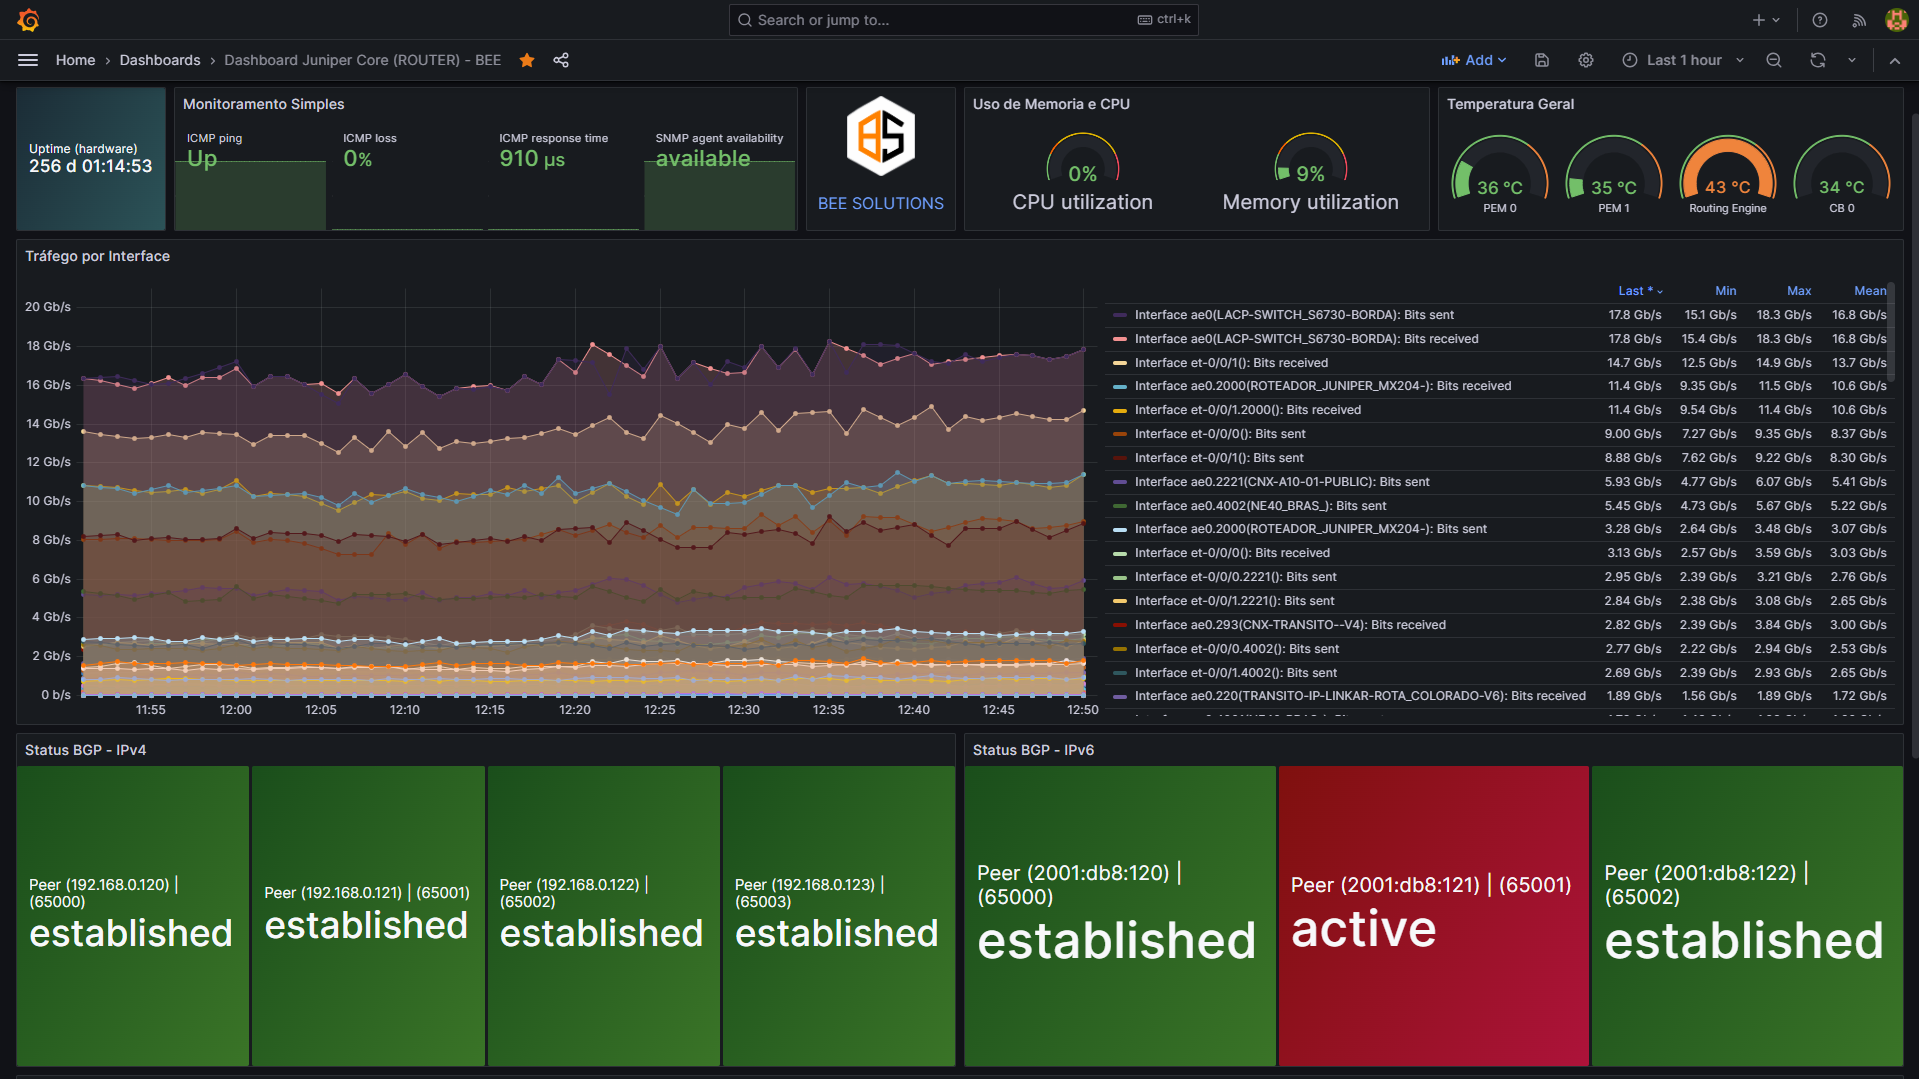 Search or jump to...
ctrl+k
Home › Dashboards › Dashboard Juniper Core (ROUTER) - BEE
Add
Last 1 hour
Uptime (hardware)
256 d 01:14:53
Monitoramento Simples
ICMP ping
Up
ICMP loss
0%
ICMP response time
910 µs
SNMP agent availability
available
BS
BEE SOLUTIONS
Uso de Memoria e CPU
0%
CPU utilization
9%
Memory utilization
Temperatura Geral
36 °C
PEM 0
35 °C
PEM 1
43 °C
Routing Engine
34 °C
CB 0
Tráfego por Interface
20 Gb/s
18 Gb/s
16 Gb/s
14 Gb/s
12 Gb/s
10 Gb/s
8 Gb/s
6 Gb/s
4 Gb/s
2 Gb/s
0 b/s
11:55 12:00 12:05 12:10 12:15 12:20 12:25 12:30 12:35 12:40 12:45 12:50
Last * Min Max Mean
Interface ae0(LACP-SWITCH_S6730-BORDA): Bits sent 17.8 Gb/s 15.1 Gb/s 18.3 Gb/s 16.8 Gb/s
Interface ae0(LACP-SWITCH_S6730-BORDA): Bits received 17.8 Gb/s 15.4 Gb/s 18.3 Gb/s 16.8 Gb/s
Interface et-0/0/1(): Bits received 14.7 Gb/s 12.5 Gb/s 14.9 Gb/s 13.7 Gb/s
Interface ae0.2000(ROTEADOR_JUNIPER_MX204-): Bits received 11.4 Gb/s 9.35 Gb/s 11.5 Gb/s 10.6 Gb/s
Interface et-0/0/1.2000(): Bits received 11.4 Gb/s 9.54 Gb/s 11.4 Gb/s 10.6 Gb/s
Interface et-0/0/0(): Bits sent 9.00 Gb/s 7.27 Gb/s 9.35 Gb/s 8.37 Gb/s
Interface et-0/0/1(): Bits sent 8.88 Gb/s 7.62 Gb/s 9.22 Gb/s 8.30 Gb/s
Interface ae0.2221(CNX-A10-01-PUBLIC): Bits sent 5.93 Gb/s 4.77 Gb/s 6.07 Gb/s 5.41 Gb/s
Interface ae0.4002(NE40_BRAS_): Bits sent 5.45 Gb/s 4.73 Gb/s 5.67 Gb/s 5.22 Gb/s
Interface ae0.2000(ROTEADOR_JUNIPER_MX204-): Bits sent 3.28 Gb/s 2.64 Gb/s 3.48 Gb/s 3.07 Gb/s
Interface et-0/0/0(): Bits received 3.13 Gb/s 2.57 Gb/s 3.59 Gb/s 3.03 Gb/s
Interface et-0/0/0.2221(): Bits sent 2.95 Gb/s 2.39 Gb/s 3.21 Gb/s 2.76 Gb/s
Interface et-0/0/1.2221(): Bits sent 2.84 Gb/s 2.38 Gb/s 3.08 Gb/s 2.65 Gb/s
Interface ae0.293(CNX-TRANSITO--V4): Bits received 2.82 Gb/s 2.39 Gb/s 3.84 Gb/s 3.00 Gb/s
Interface et-0/0/0.4002(): Bits sent 2.77 Gb/s 2.22 Gb/s 2.94 Gb/s 2.53 Gb/s
Interface et-0/0/1.4002(): Bits sent 2.69 Gb/s 2.39 Gb/s 2.93 Gb/s 2.65 Gb/s
Interface ae0.220(TRANSITO-IP-LINKAR-ROTA_COLORADO-V6): Bits received 1.89 Gb/s 1.56 Gb/s 1.89 Gb/s 1.72 Gb/s
Status BGP - IPv4
Peer (192.168.0.120) |
(65000)
established
Peer (192.168.0.121) | (65001)
established
Peer (192.168.0.122) |
(65002)
established
Peer (192.168.0.123) |
(65003)
established
Status BGP - IPv6
Peer (2001:db8:120) |
(65000)
established
Peer (2001:db8:121) | (65001)
active
Peer (2001:db8:122) |
(65002)
established